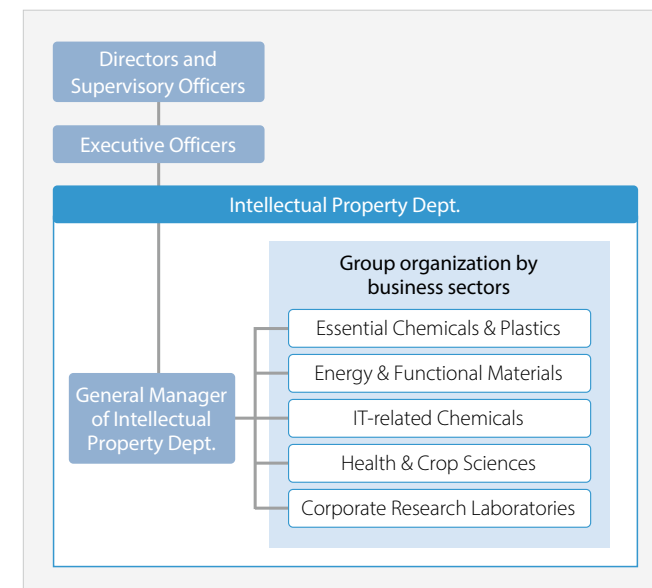 Directors and
Supervisory Officers
Executive Officers
Intellectual Property Dept.
Group organization by
business sectors
Essential Chemicals & Plastics
Energy & Functional Materials
General Manager
of Intellectual
Property Dept.
IT-related Chemicals
Health & Crop Sciences
Corporate Research Laboratories